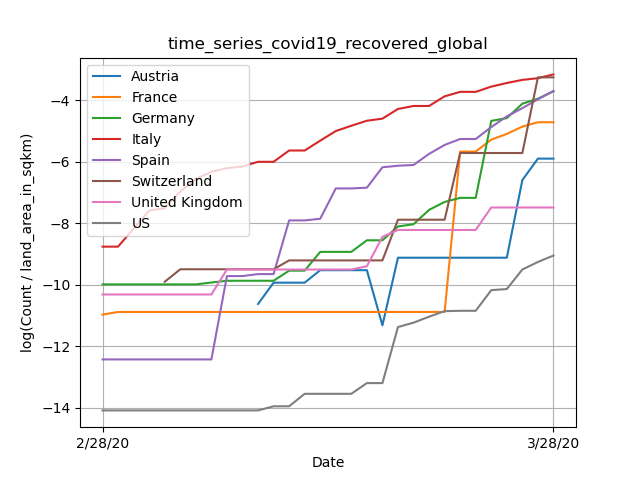 time_series_covid19_recovered_global
log(Count / land_area_in_sqkm)
−4
−6
−8
−10
−12
−14
Austria
France
Germany
Italy
Spain
Switzerland
United Kingdom
US
2/28/20
3/28/20
Date